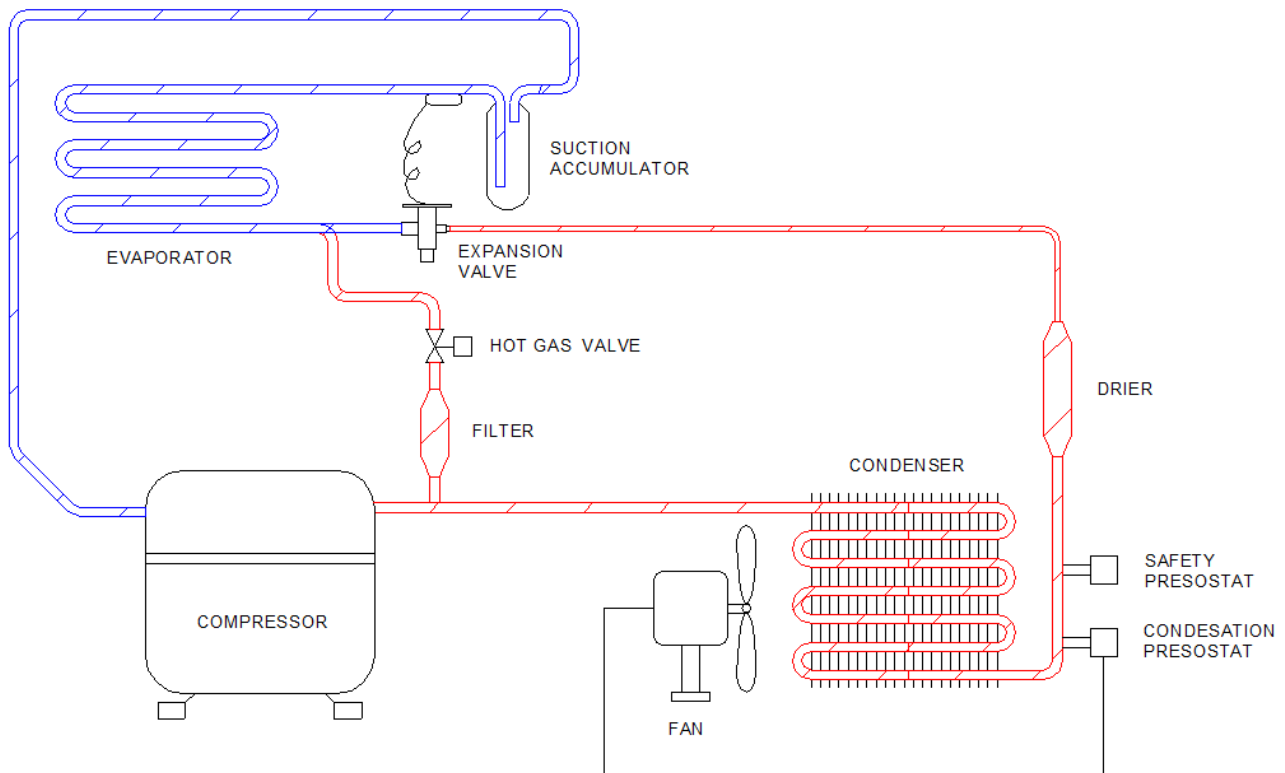 SUCTION
ACCUMULATOR
EVAPORATOR
EXPANSION
VALVE
HOT GAS VALVE
DRIER
FILTER
CONDENSER
SAFETY
PRESOSTAT
COMPRESSOR
CONDESATION
PRESOSTAT
FAN